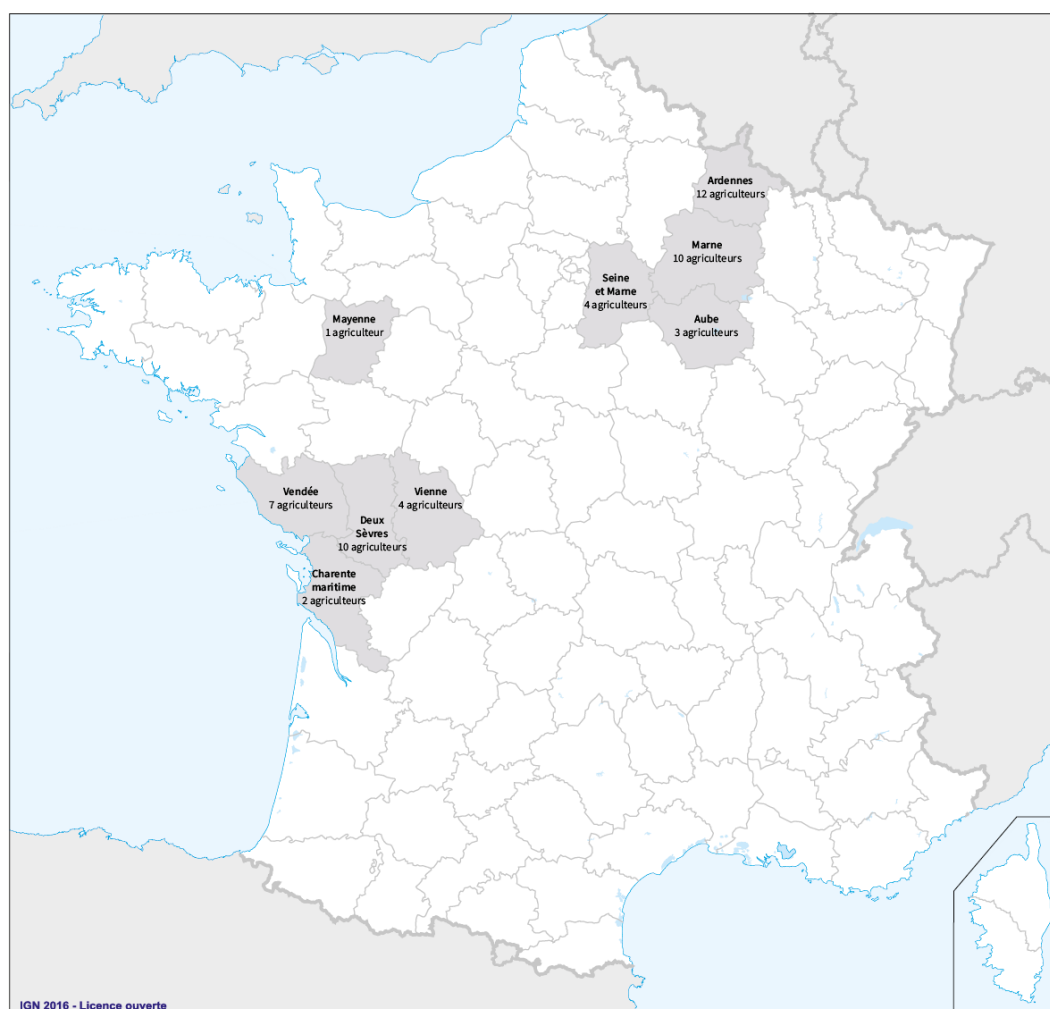 Ardennes
12 agriculteurs
Marne
10 agriculteurs
Seine
et Marne
4 agriculteurs
Aube
3 agriculteurs
Mayenne
1 agriculteur
Vendée
7 agriculteurs
Vienne
4 agriculteurs
Deux
Sèvres
10 agriculteurs
Charente
maritime
2 agriculteurs
IGN 2016 - Licence ouverte